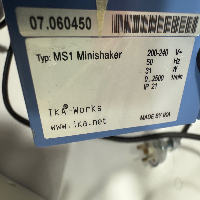 07.060450
Typ: MS1 Minishaker
200-240 V~
50 Hz
31 W
0..2500 1/min
IP 21
IKA-Works
www.ika.net
MADE BY IKA